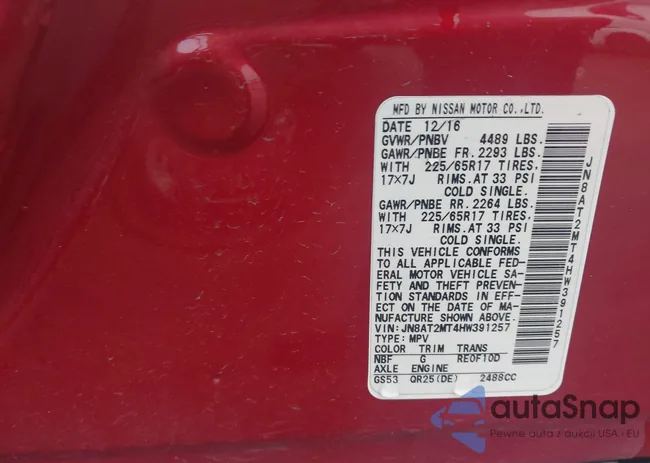 MFD BY NISSAN MOTOR CO.,LTD.
DATE 12/16
GVWR/PNBV 4489 LBS.
GAWR/PNBE FR. 2293 LBS.
WITH 225/65R17 TIRES.
17×7J RIMS.AT 33 PSI
COLD SINGLE.
GAWR/PNBE RR. 2264 LBS.
WITH 225/65R17 TIRES.
17×7J RIMS.AT 33 PSI
COLD SINGLE.
THIS VEHICLE CONFORMS
TO ALL APPLICABLE FED-
ERAL MOTOR VEHICLE SA-
FETY AND THEFT PREVEN-
TION STANDARDS IN EFF-
ECT ON THE DATE OF MA-
NUFACTURE SHOWN ABOVE.
VIN: JN8AT2MT4HW391257
TYPE: MPV
COLOR TRIM TRANS
NBF G RE0F10D
AXLE ENGINE
GS53 QR25(DE) 2488CC
JN8AT2MT4HW391257
autaSnap
Pewne auta z aukcji USA - EU